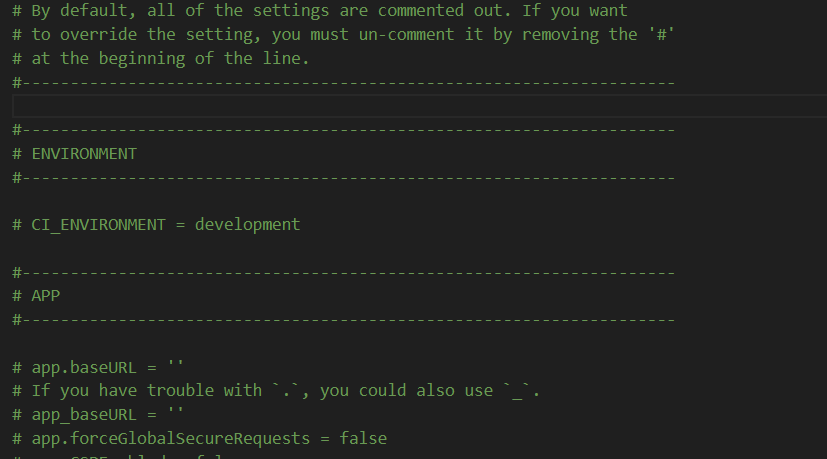 # By default, all of the settings are commented out. If you want
# to override the setting, you must un-comment it by removing the '#'
# at the beginning of the line.
#--------------------------------------------------------------------
#--------------------------------------------------------------------
# ENVIRONMENT
#--------------------------------------------------------------------
# CI_ENVIRONMENT = development
#--------------------------------------------------------------------
# APP
#--------------------------------------------------------------------
# app.baseURL = ''
# If you have trouble with `.`, you could also use `_`.
# app_baseURL = ''
# app.forceGlobalSecureRequests = false